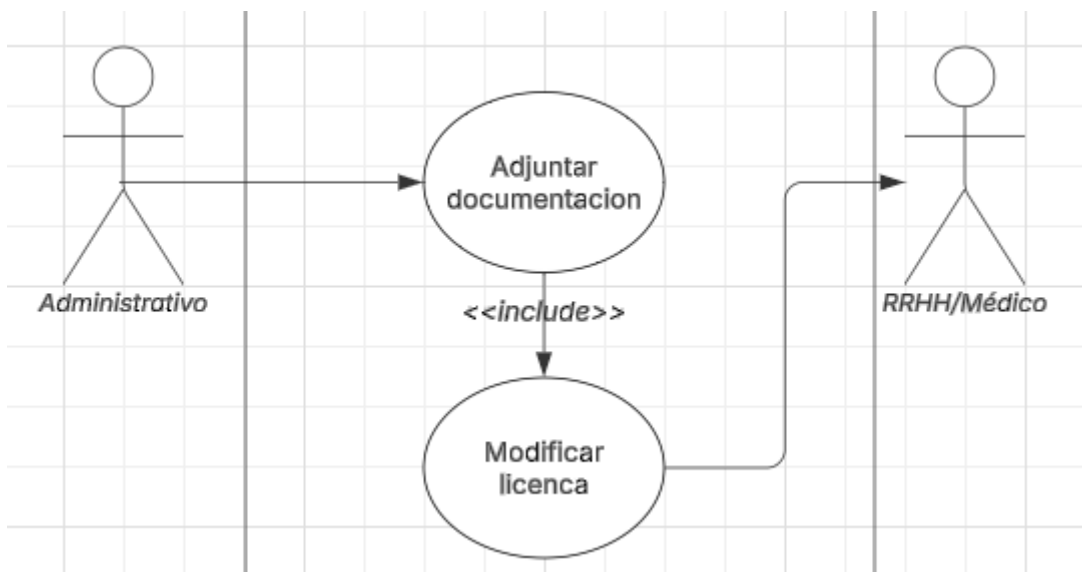 Adjuntar
documentacion
<<include>>
Administrativo
RRHH/Médico
Modificar
licenca